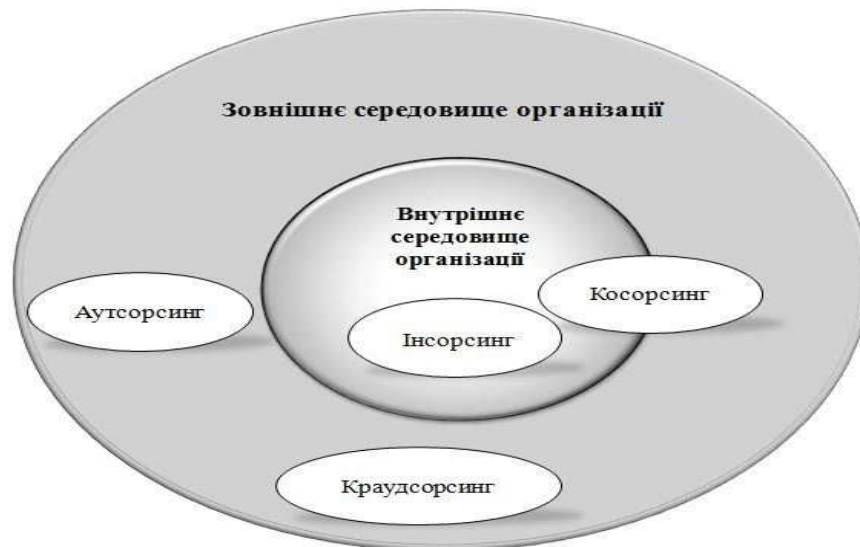 Зовнішнє середовище організації
Внутрішнє
середовище
організації
Аутсорсинг
Косорсинг
Інсорсинг
Краудсорсинг